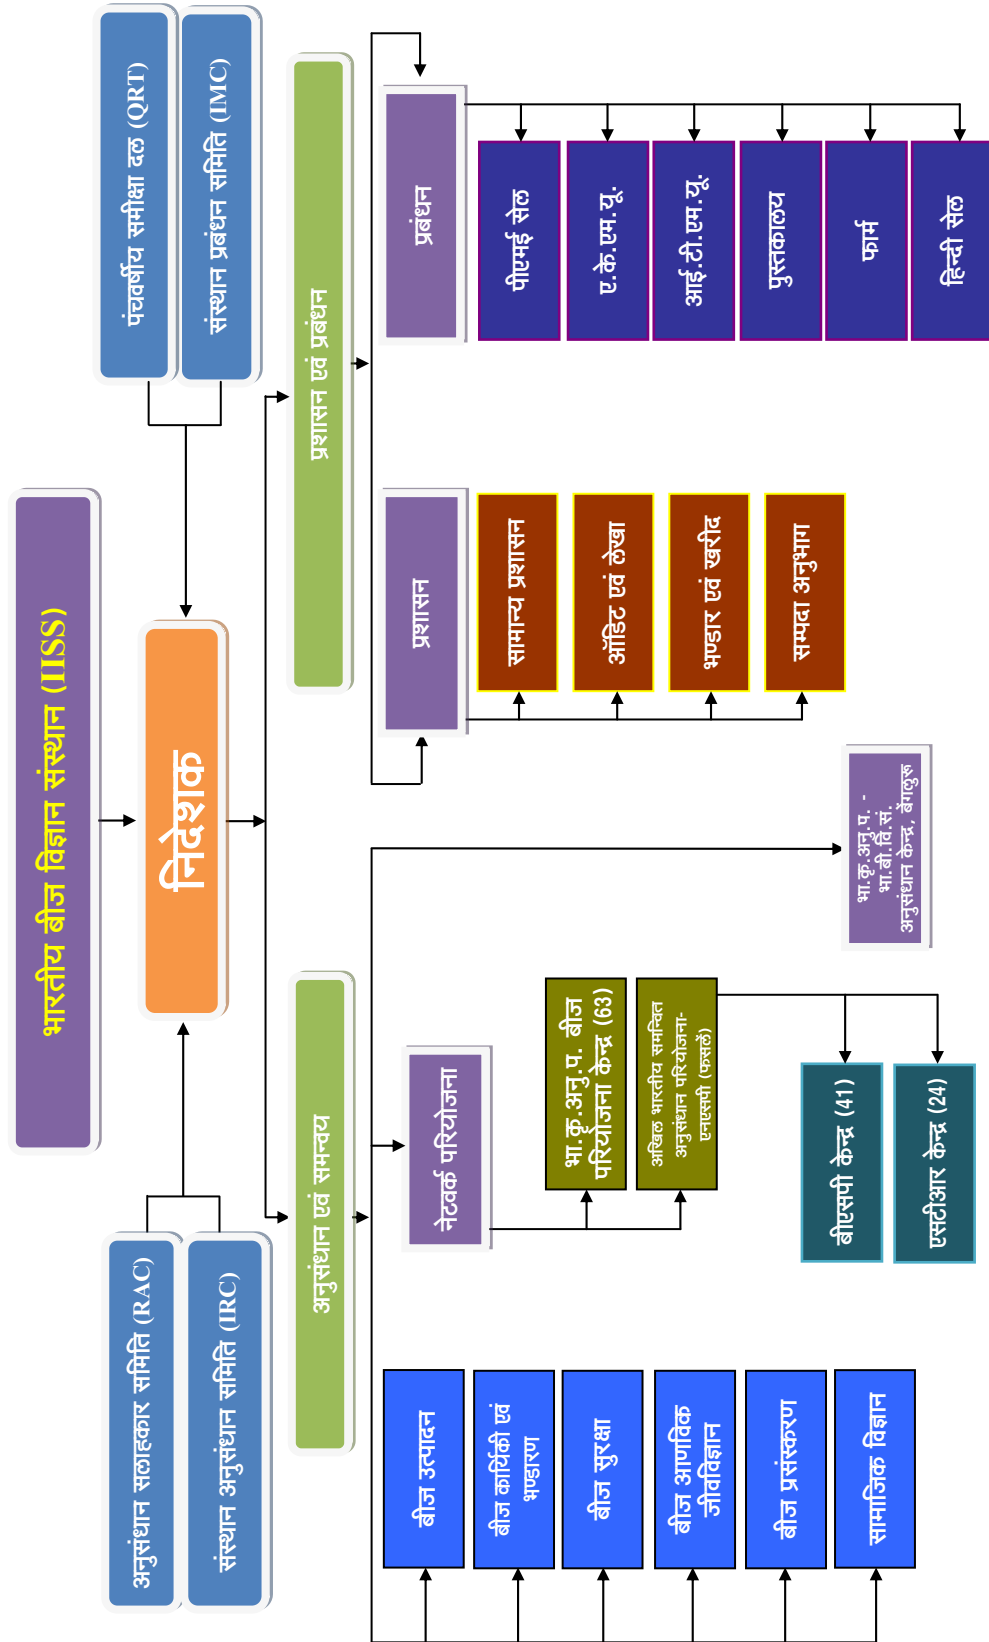 भारतीय बीज विज्ञान संस्थान (IISS)
अनुसंधान सलाहकार समिति (RAC)
संस्थान अनुसंधान समिति (IRC)
निदेशक
पंचवर्षीय समीक्षा दल (QRT)
संस्थान प्रबंधन समिति (IMC)
अनुसंधान एवं समन्वय
प्रशासन एवं प्रबंधन
बीज उत्पादन
बीज कार्यिकी एवं
भण्डारण
बीज सुरक्षा
बीज आणविक
जीवविज्ञान
बीज प्रसंस्करण
सामाजिक विज्ञान
नेटवर्क परियोजना
भा.कृ.अनु.प. बीज
परियोजना केन्द्र (63)
अखिल भारतीय समन्वित
अनुसंधान परियोजना-
एनएसपी (फसलें)
बीएसपी केन्द्र (41)
एसटीआर केन्द्र (24)
भा.कृ.अनु.प. -
भा.बी.वि.सं.
अनुसंधान केन्द्र, बेंगलुरू
प्रशासन
सामान्य प्रशासन
ऑडिट एवं लेखा
भण्डार एवं खरीद
सम्पदा अनुभाग
प्रबंधन
पीएमई सेल
ए.के.एम.यू.
आई.टी.एम.यू.
पुस्तकालय
फार्म
हिन्दी सेल